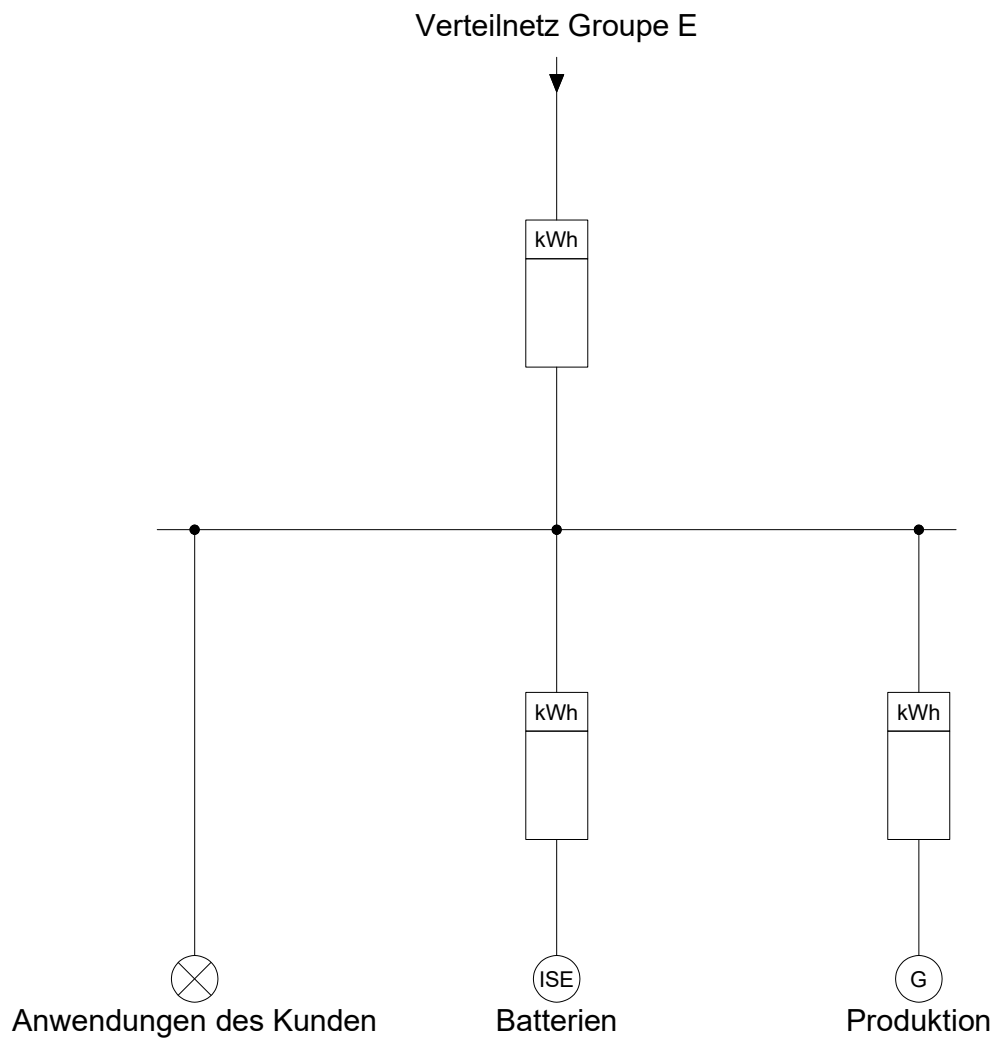 Verteilnetz Groupe E
kWh
kWh
kWh
ISE
G
Anwendungen des Kunden
Batterien
Produktion